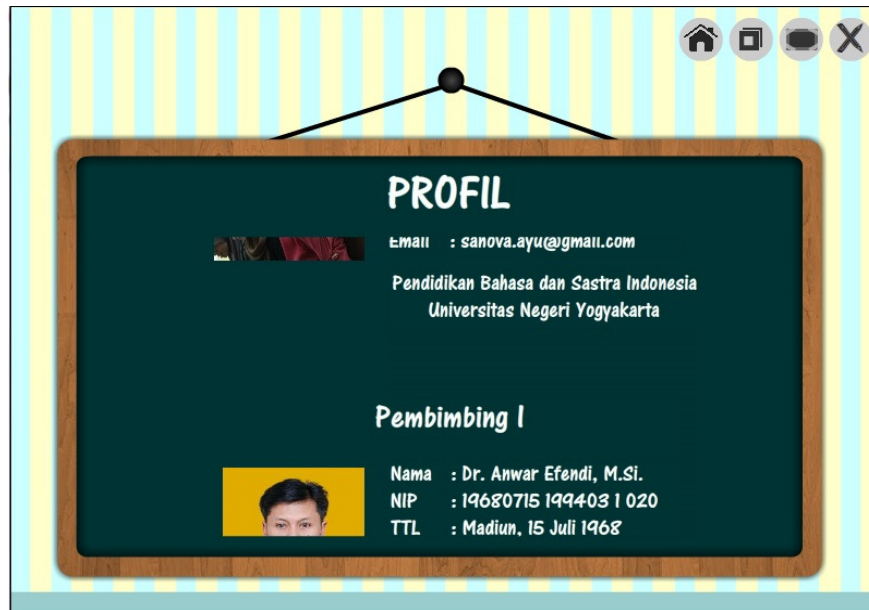 PROFIL
Email : sanova.ayu@gmail.com
Pendidikan Bahasa dan Sastra Indonesia
Universitas Negeri Yogyakarta
Pembimbing I
Nama : Dr. Anwar Efendi, M.Si.
NIP : 19680715 199403 1 020
TTL : Madiun, 15 Juli 1968